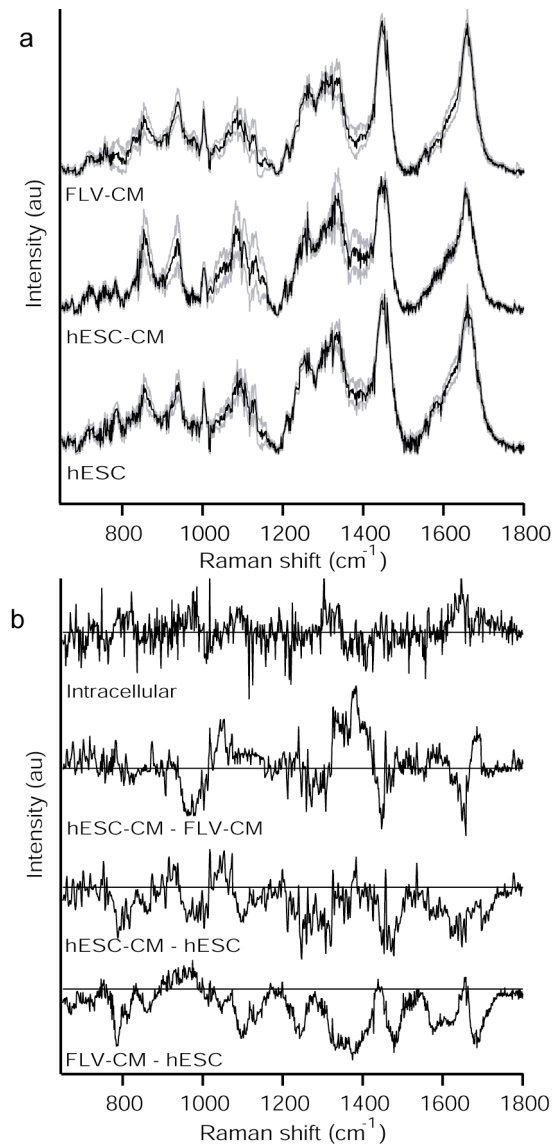 a
Intensity (au)
FLV-CM
hESC-CM
hESC
800 1000 1200 1400 1600 1800
Raman shift (cm⁻¹)
b
Intensity (au)
Intracellular
hESC-CM - FLV-CM
hESC-CM - hESC
FLV-CM - hESC
800 1000 1200 1400 1600 1800
Raman shift (cm⁻¹)